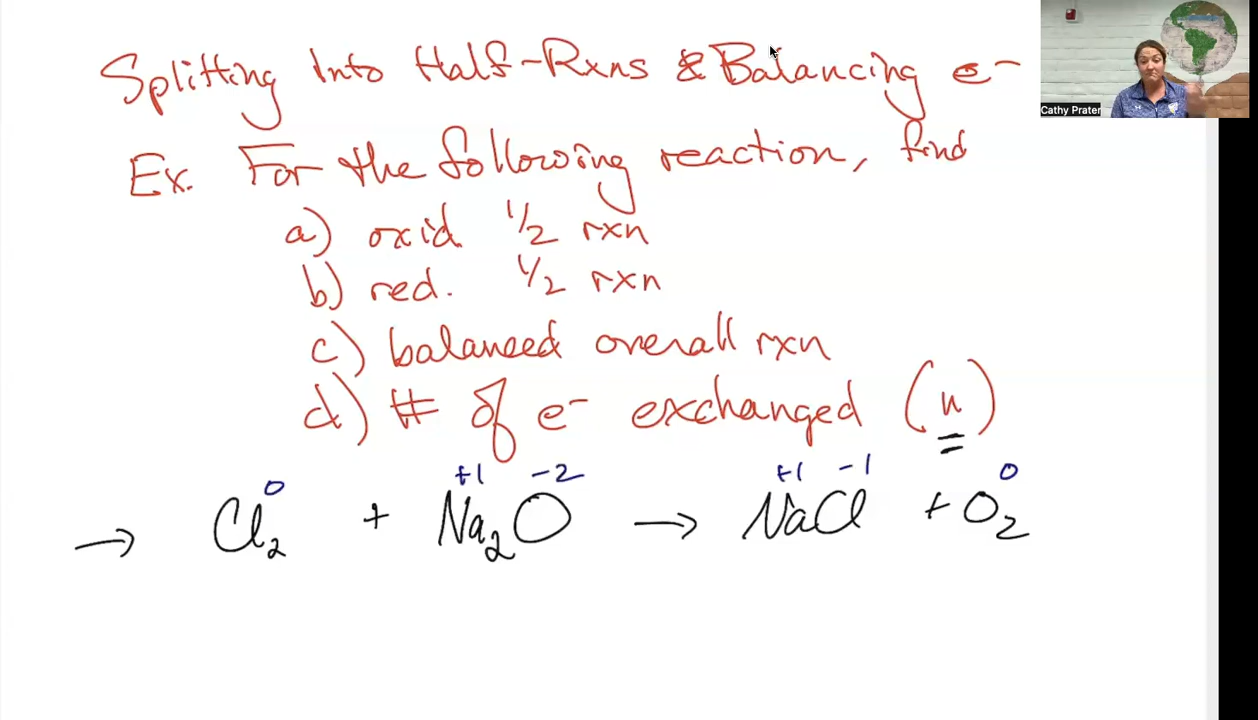 Splitting Into Half-Rxns & Balancing e⁻
Cathy Prater
Ex. For the following reaction, find
a) oxid. 1/2 rxn
b) red. 1/2 rxn
c) balanced overall rxn
d) # of e⁻ exchanged (n)
0 +1 -2 +1 -1 0
→ Cl₂ + Na₂O → NaCl + O₂